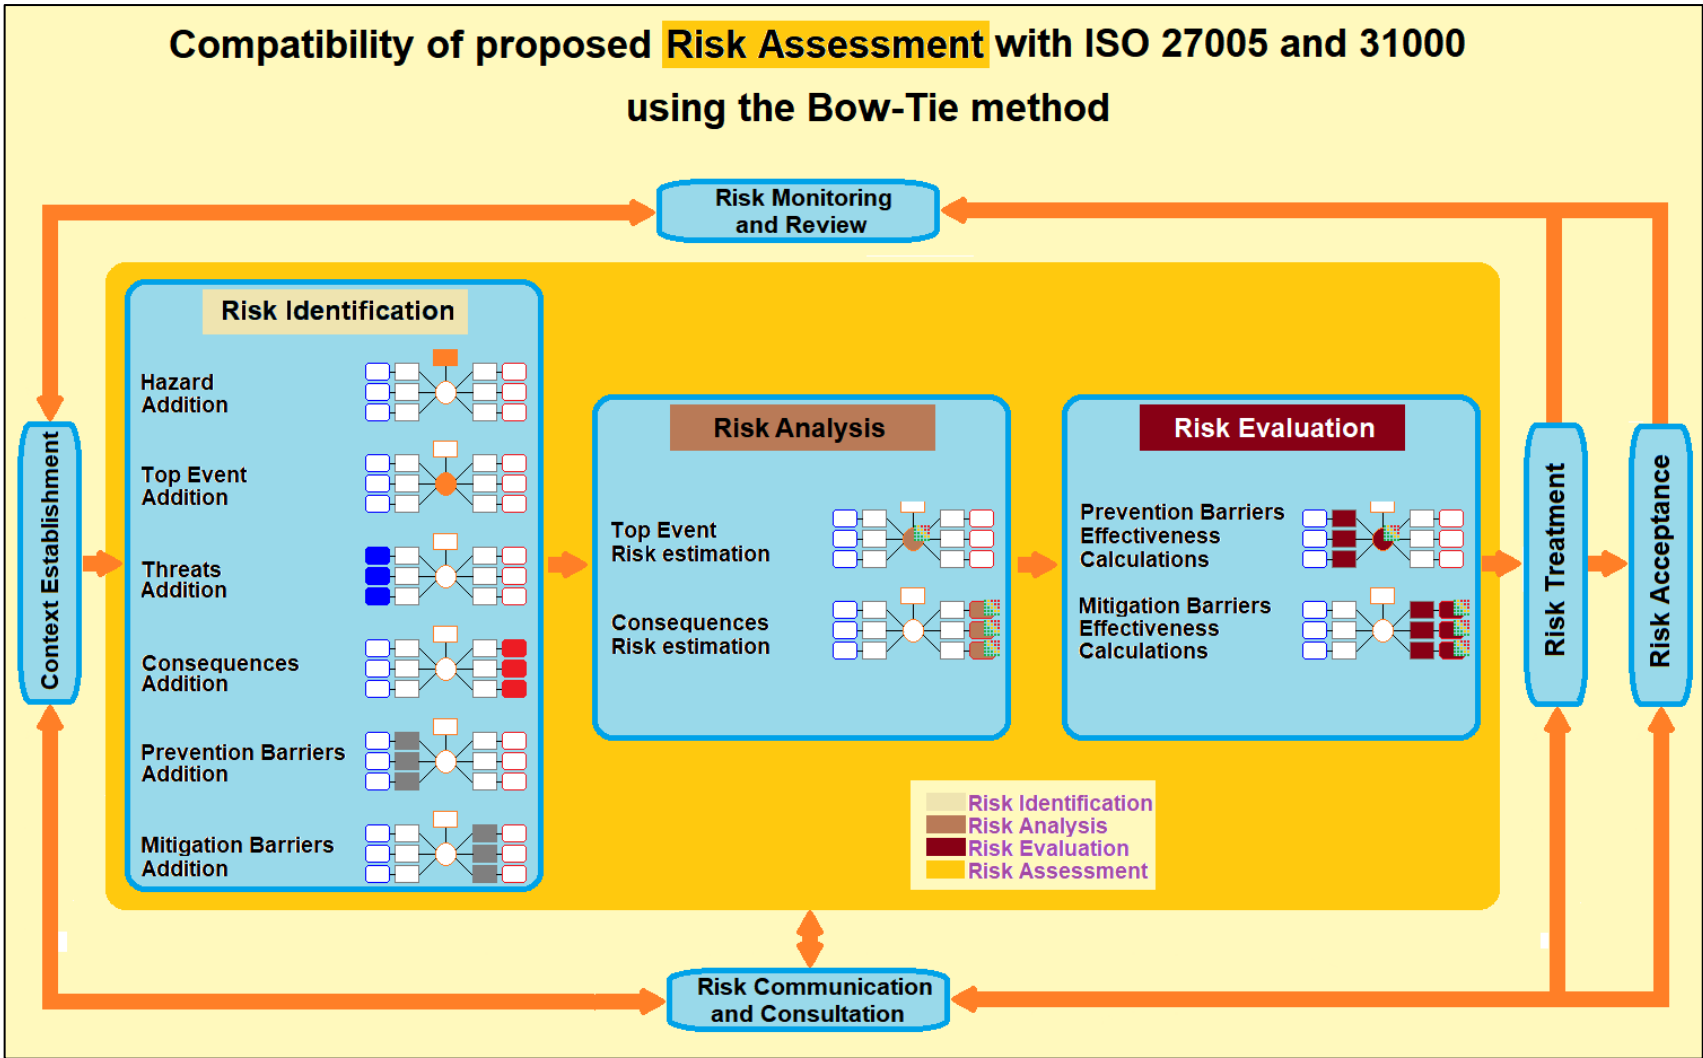 Compatibility of proposed Risk Assessment with ISO 27005 and 31000
using the Bow-Tie method
Risk Monitoring
and Review
Context Establishment
Risk Identification
Hazard
Addition
Top Event
Addition
Threats
Addition
Consequences
Addition
Prevention Barriers
Addition
Mitigation Barriers
Addition
Risk Analysis
Top Event
Risk estimation
Consequences
Risk estimation
Risk Evaluation
Prevention Barriers
Effectiveness
Calculations
Mitigation Barriers
Effectiveness
Calculations
Risk Treatment
Risk Acceptance
Risk Identification
Risk Analysis
Risk Evaluation
Risk Assessment
Risk Communication
and Consultation